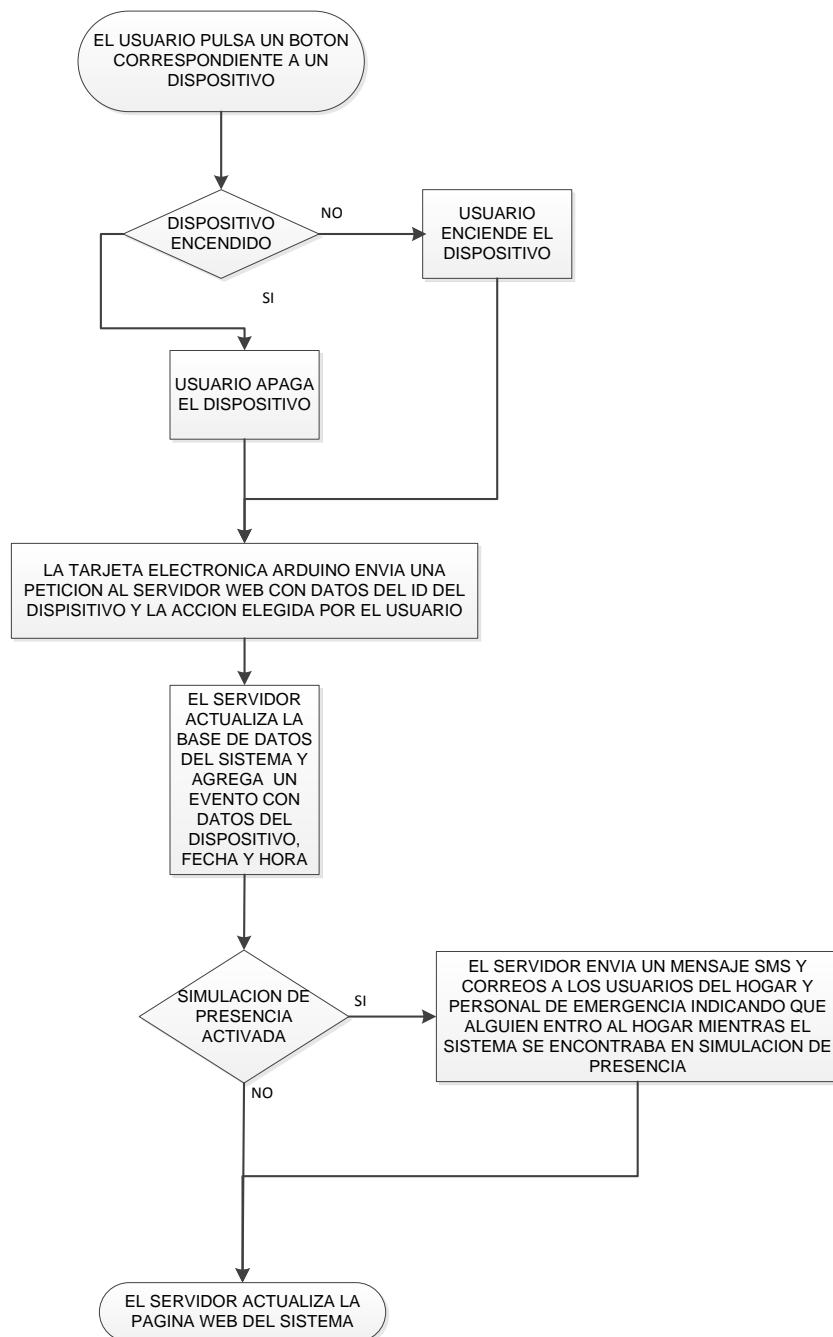 EL USUARIO PULSA UN BOTON
CORRESPONDIENTE A UN
DISPOSITIVO
DISPOSITIVO
ENCENDIDO
NO
USUARIO
ENCIENDE EL
DISPOSITIVO
SI
USUARIO APAGA
EL DISPOSITIVO
LA TARJETA ELECTRONICA ARDUINO ENVIA UNA
PETICION AL SERVIDOR WEB CON DATOS DEL ID DEL
DISPISITIVO Y LA ACCION ELEGIDA POR EL USUARIO
EL SERVIDOR
ACTUALIZA LA
BASE DE DATOS
DEL SISTEMA Y
AGREGA UN
EVENTO CON
DATOS DEL
DISPOSITIVO,
FECHA Y HORA
SIMULACION DE
PRESENCIA
ACTIVADA
SI
EL SERVIDOR ENVIA UN MENSAJE SMS Y
CORREOS A LOS USUARIOS DEL HOGAR Y
PERSONAL DE EMERGENCIA INDICANDO QUE
ALGUIEN ENTRO AL HOGAR MIENTRAS EL
SISTEMA SE ENCONTRABA EN SIMULACION DE
PRESENCIA
NO
EL SERVIDOR ACTUALIZA LA
PAGINA WEB DEL SISTEMA